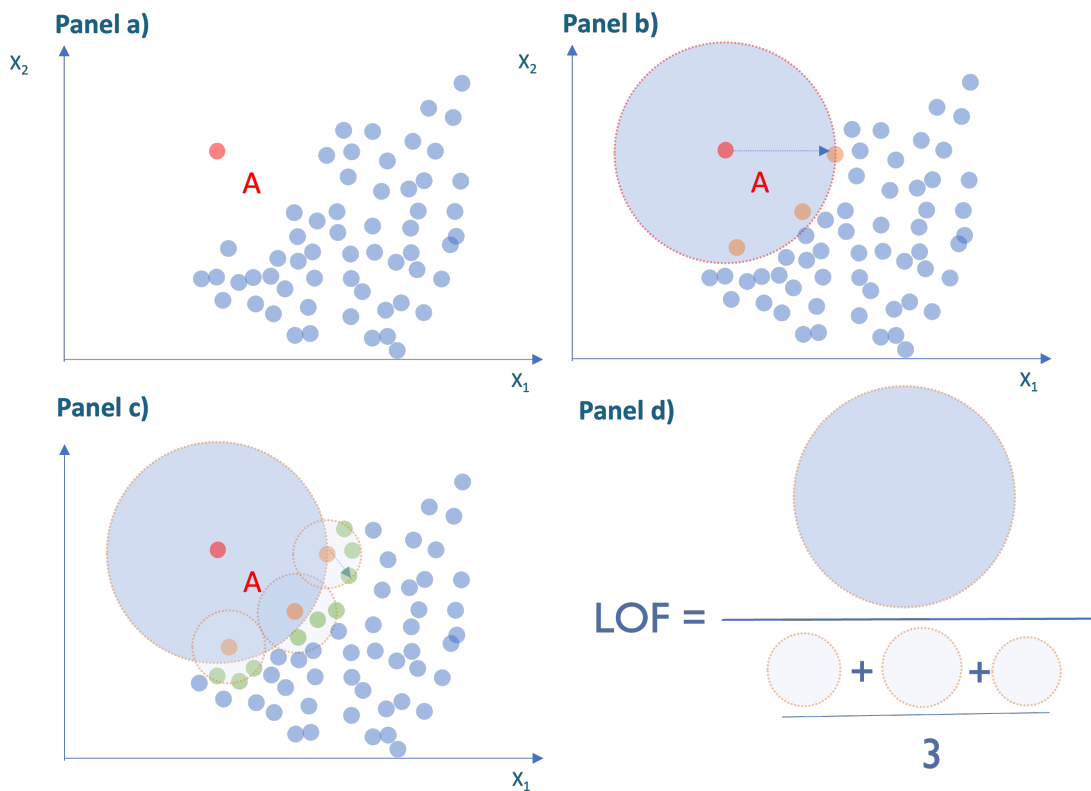 Panel a)
X2
A
X1
Panel b)
X2
A
X1
Panel c)
A
X1
Panel d)
LOF =
+ +
3